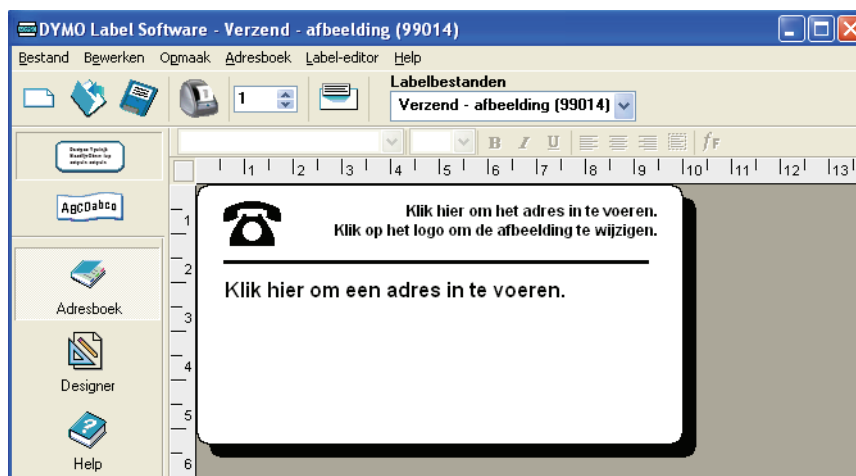 DYMO Label Software - Verzend - afbeelding (99014)
Bestand Bewerken Opmaak Adresboek Label-editor Help
1
Labelbestanden
Verzend - afbeelding (99014)
B I U fF
1 2 3 4 5 6 7 8 9 10 11 12 13
ABCDabcd
1
2
3
4
5
6
Klik hier om het adres in te voeren.
Klik op het logo om de afbeelding te wijzigen.
Klik hier om een adres in te voeren.
Adresboek
Designer
Help